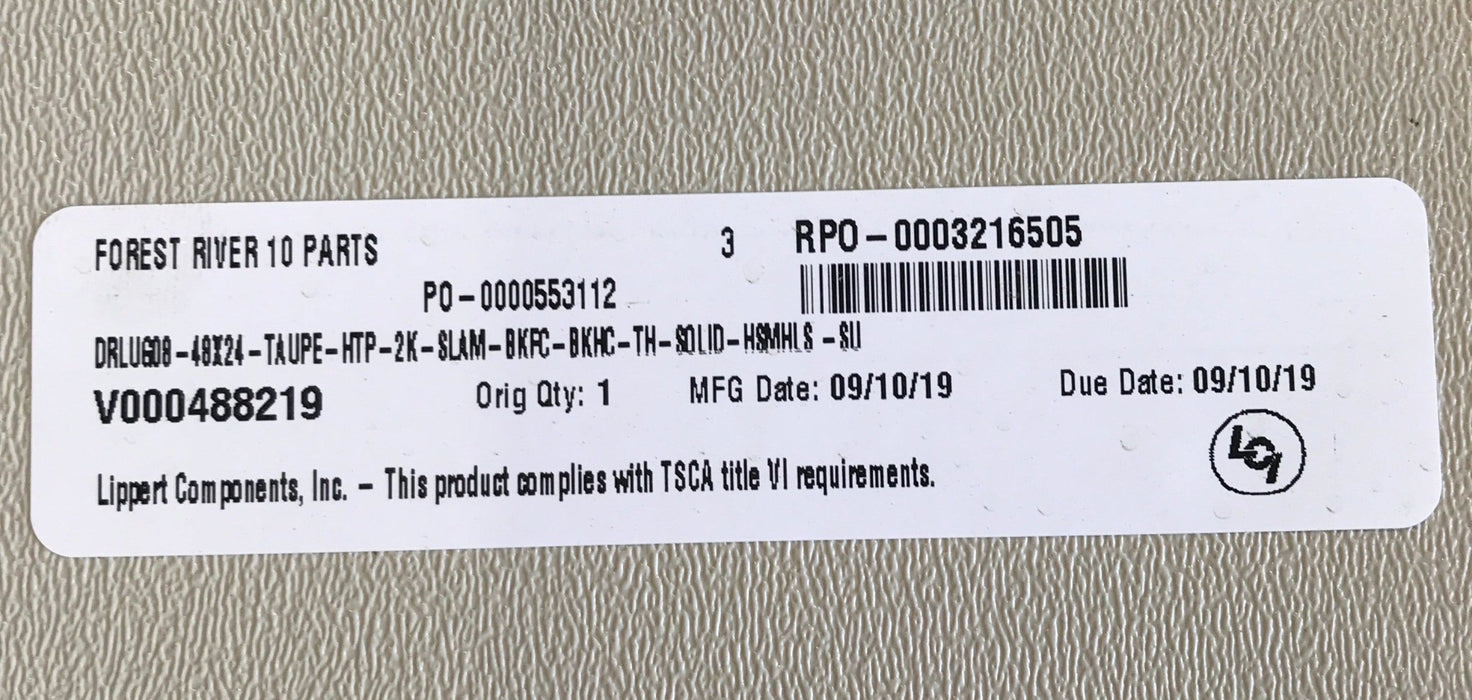 FOREST RIVER 10 PARTS 3 RPO-0003216505
PO-0000553112
DRLUG08-48X24-TAUPE-HTP-2K-SLAM-BKFC-BKHC-TH-SOLID-HSMHLS -SU
V000488219 Orig Qty: 1 MFG Date: 09/10/19 Due Date: 09/10/19
LCI
Lippert Components, Inc. - This product complies with TSCA title VI requirements.